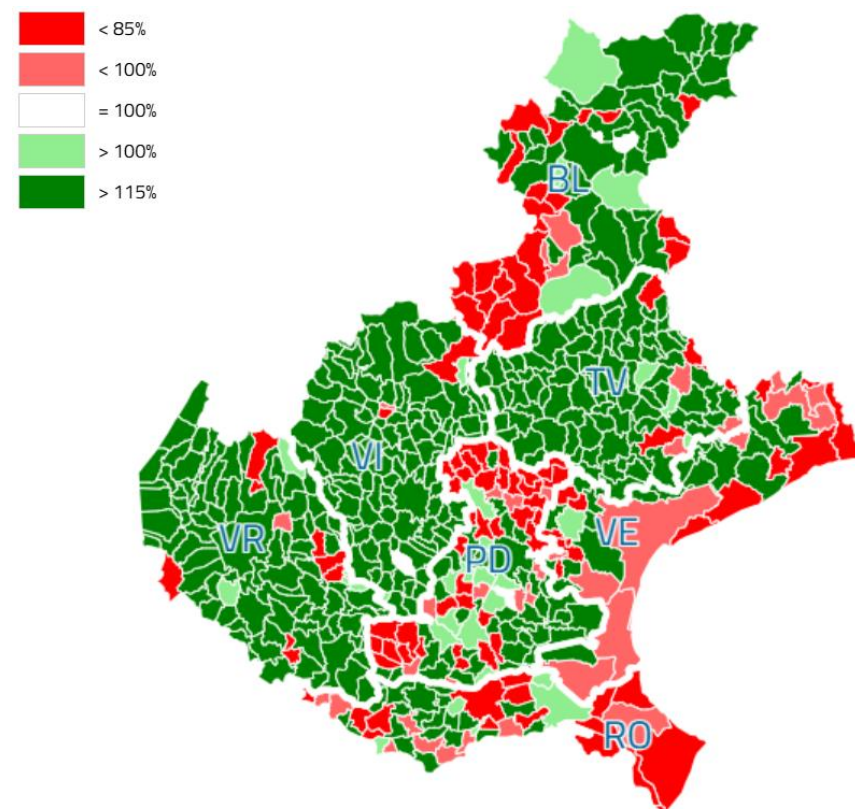 < 85%
< 100%
= 100%
> 100%
> 115%
BL
TV
VI
VR
VE
PD
RO